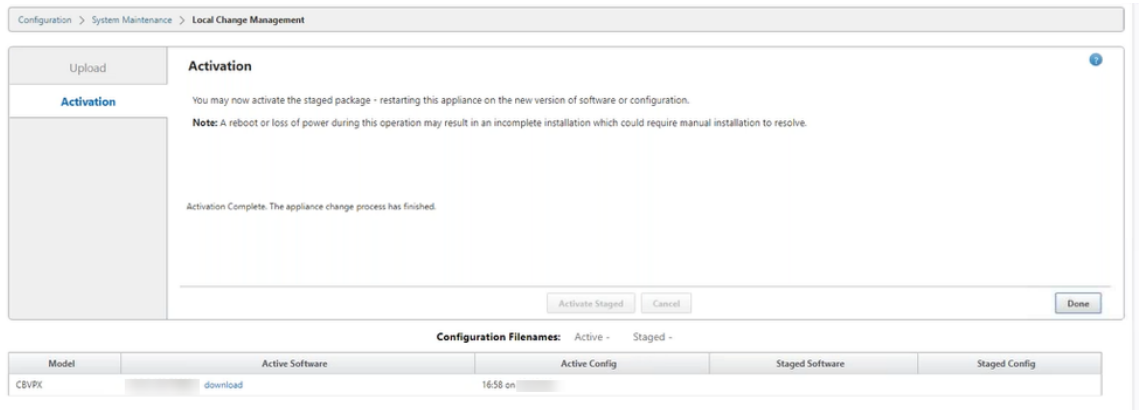 Configuration > System Maintenance > Local Change Management
Upload
Activation
Activation
You may now activate the staged package - restarting this appliance on the new version of software or configuration.
Note: A reboot or loss of power during this operation may result in an incomplete installation which could require manual installation to resolve.
Activation Complete. The appliance change process has finished.
Activate Staged Cancel Done
Configuration Filenames: Active - Staged -
Model Active Software Active Config Staged Software Staged Config
CBVPX download 16:58 on